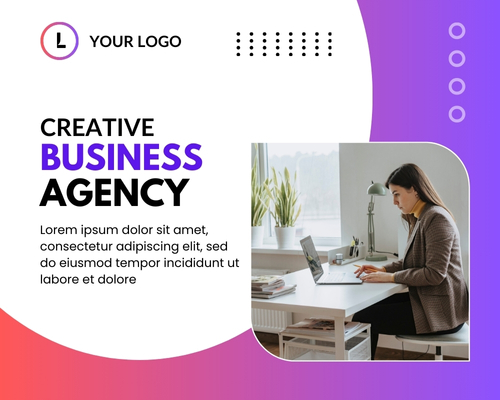 L YOUR LOGO
CREATIVE
BUSINESS
AGENCY
Lorem ipsum dolor sit amet,
consectetur adipiscing elit, sed
do eiusmod tempor incididunt ut
labore et dolore